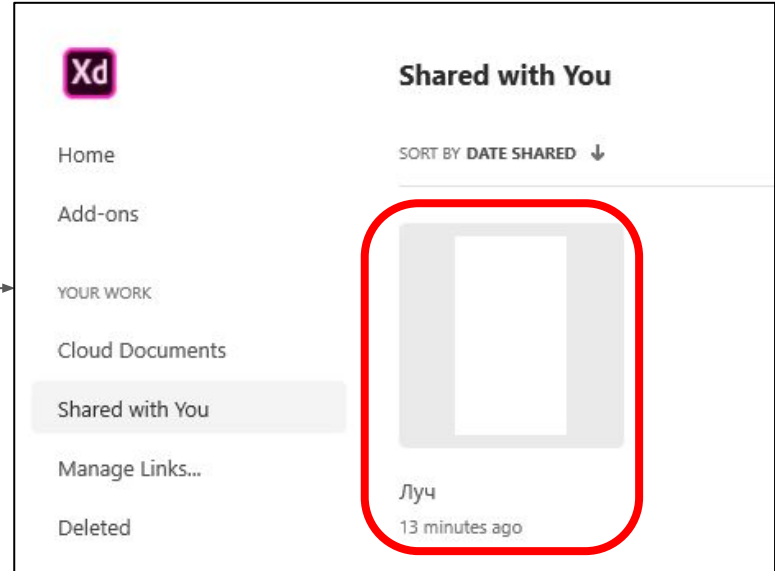 Xd
Home
Add-ons
YOUR WORK
Cloud Documents
Shared with You
Manage Links...
Deleted
Shared with You
SORT BY DATE SHARED ↓
Луч
13 minutes ago